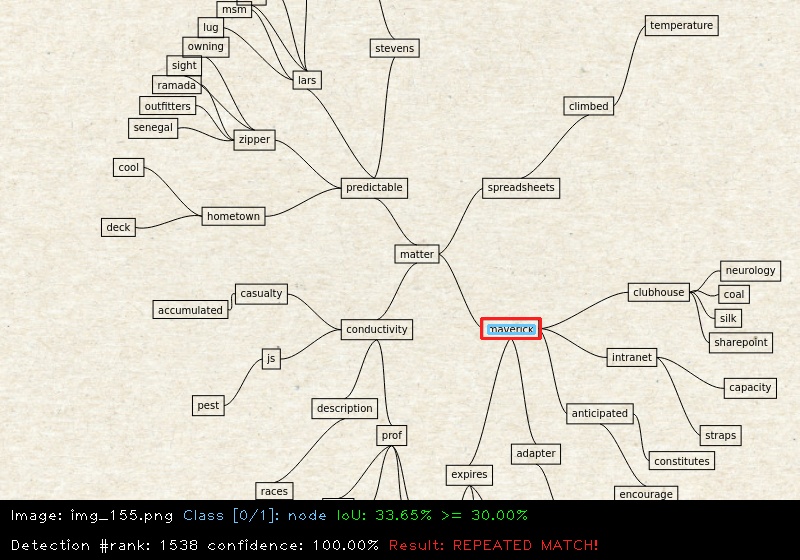 msm
lug
owning
sight
ramada
outfitters
senegal
zipper
lars
stevens
temperature
climbed
cool
hometown
deck
predictable
spreadsheets
matter
casualty
accumulated
conductivity
js
pest
description
prof
races
maverick
clubhouse
neurology
coal
silk
sharepoint
intranet
capacity
straps
anticipated
constitutes
encourage
adapter
expires
Image: img_155.png Class [0/1]: node IoU: 33.65% >= 30.00%
Detection #rank: 1538 confidence: 100.00% Result: REPEATED MATCH!